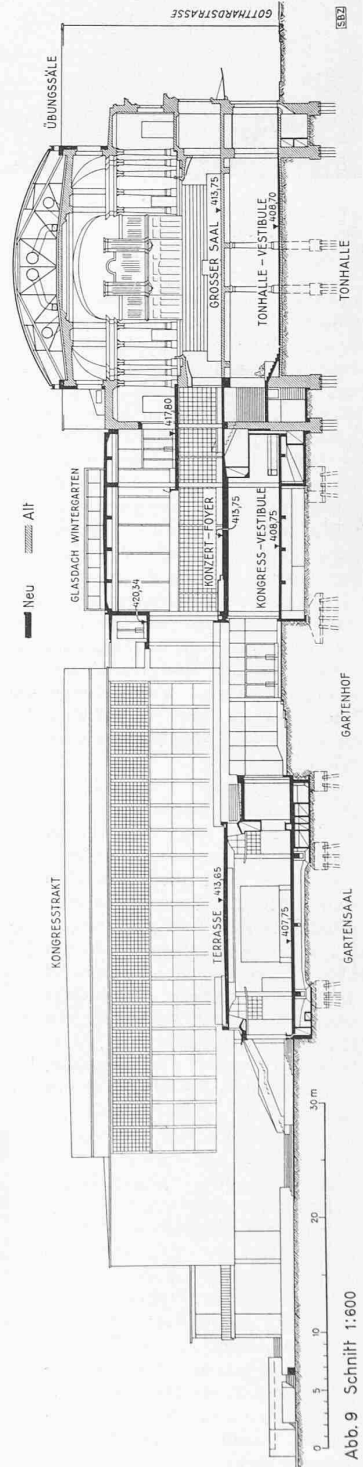 Neu
Alt
KONGRESSTRAKT
GLASDACH WINTERGARTEN
ÜBUNGSSÄLE
GOTTHARDSTRASSE
420,34
417,80
KONZERT-FOYER
413,75
GROSSER SAAL
413,75
TERRASSE 413,65
KONGRESS-VESTIBULE
408,75
TONHALLE-VESTIBULE
408,70
407,75
GARTENSAAL
GARTENHOF
TONHALLE
0 5 10 20 30 m
Abb. 9 Schnitt 1:600
SBZ